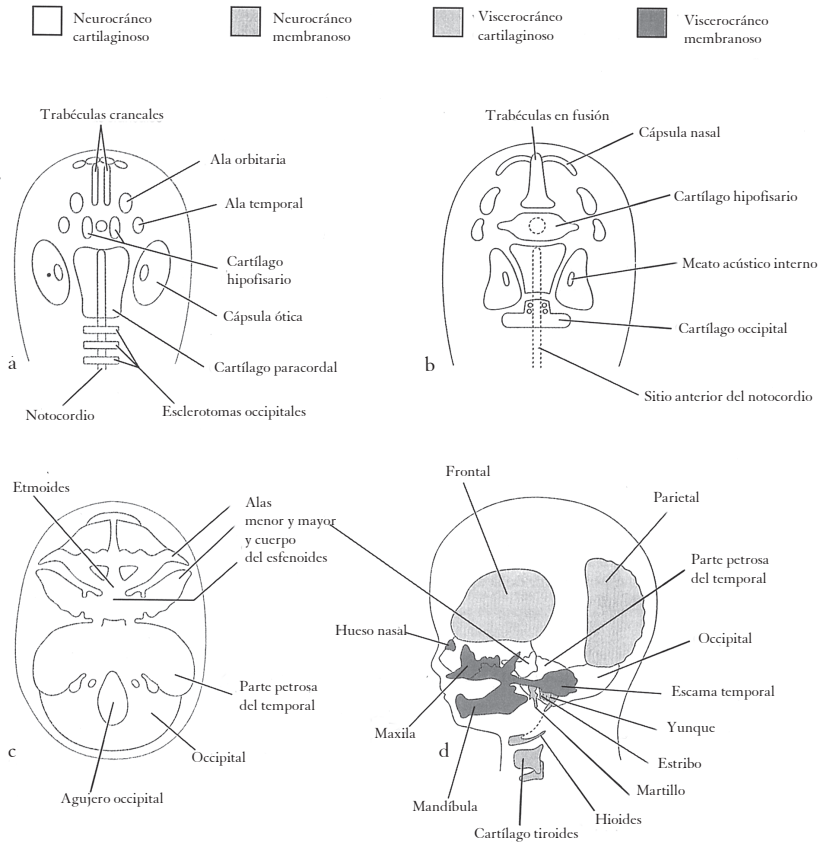 Neurocráneo
cartilaginoso
Neurocráneo
membranoso
Viscerocráneo
cartilaginoso
Viscerocráneo
membranoso
Trabéculas craneales
Ala orbitaria
Ala temporal
Cartílago
hipofisario
Cápsula ótica
Cartílago paracordal
Esclerotomas occipitales
Notocordio
a
Trabéculas en fusión
Cápsula nasal
Cartílago hipofisario
Meato acústico interno
Cartílago occipital
Sitio anterior del notocordio
b
Etmoides
Alas
menor y mayor
y cuerpo
del esfenoides
Parte petrosa
del temporal
Occipital
Agujero occipital
c
Frontal
Parietal
Parte petrosa
del temporal
Hueso nasal
Occipital
Escama temporal
Yunque
Estribo
Martillo
Hioides
Cartílago tiroides
Mandíbula
Maxila
d